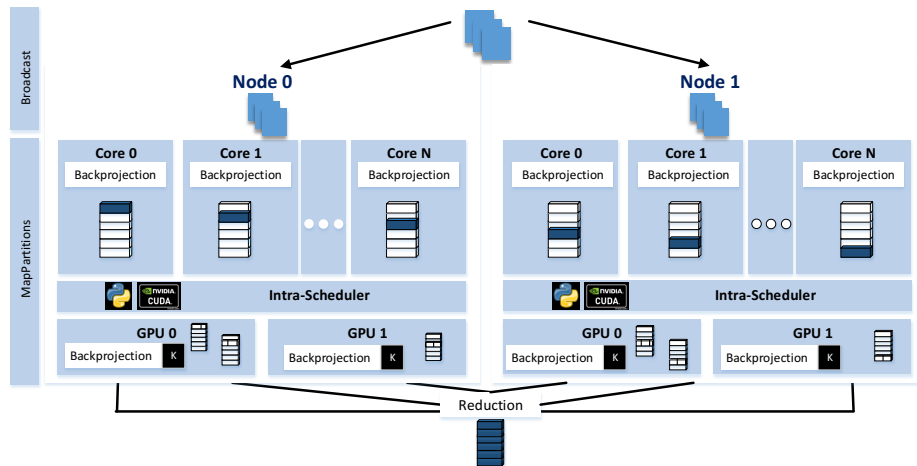 Broadcast
Node 0
Node 1
MapPartitions
Core 0
Backprojection
Core 1
Backprojection
Core N
Backprojection
Core 0
Backprojection
Core 1
Backprojection
Core N
Backprojection
NVIDIA
CUDA
Intra-Scheduler
NVIDIA
CUDA
Intra-Scheduler
GPU 0
Backprojection K
GPU 1
Backprojection K
GPU 0
Backprojection K
GPU 1
Backprojection K
Reduction